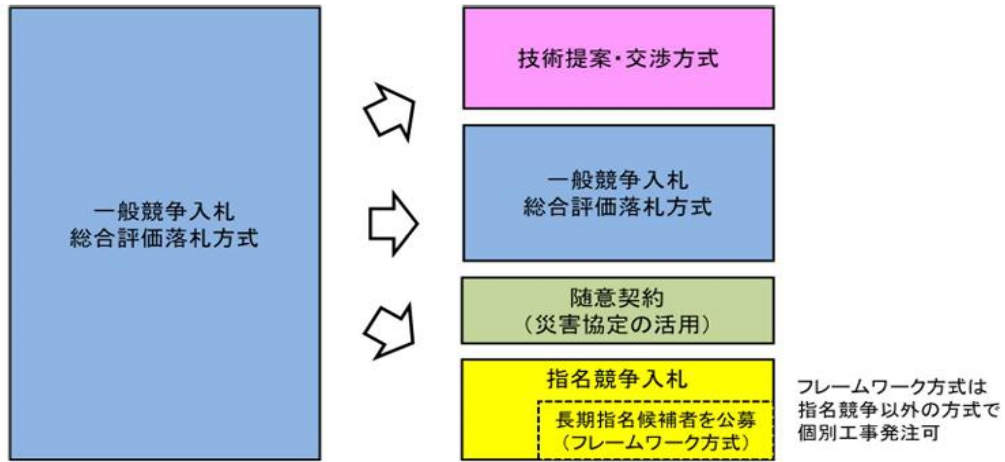 一般競争入札
総合評価落札方式
技術提案・交渉方式
一般競争入札
総合評価落札方式
随意契約
（災害協定の活用）
指名競争入札
長期指名候補者を公募
（フレームワーク方式）
フレームワーク方式は
指名競争以外の方式で
個別工事発注可